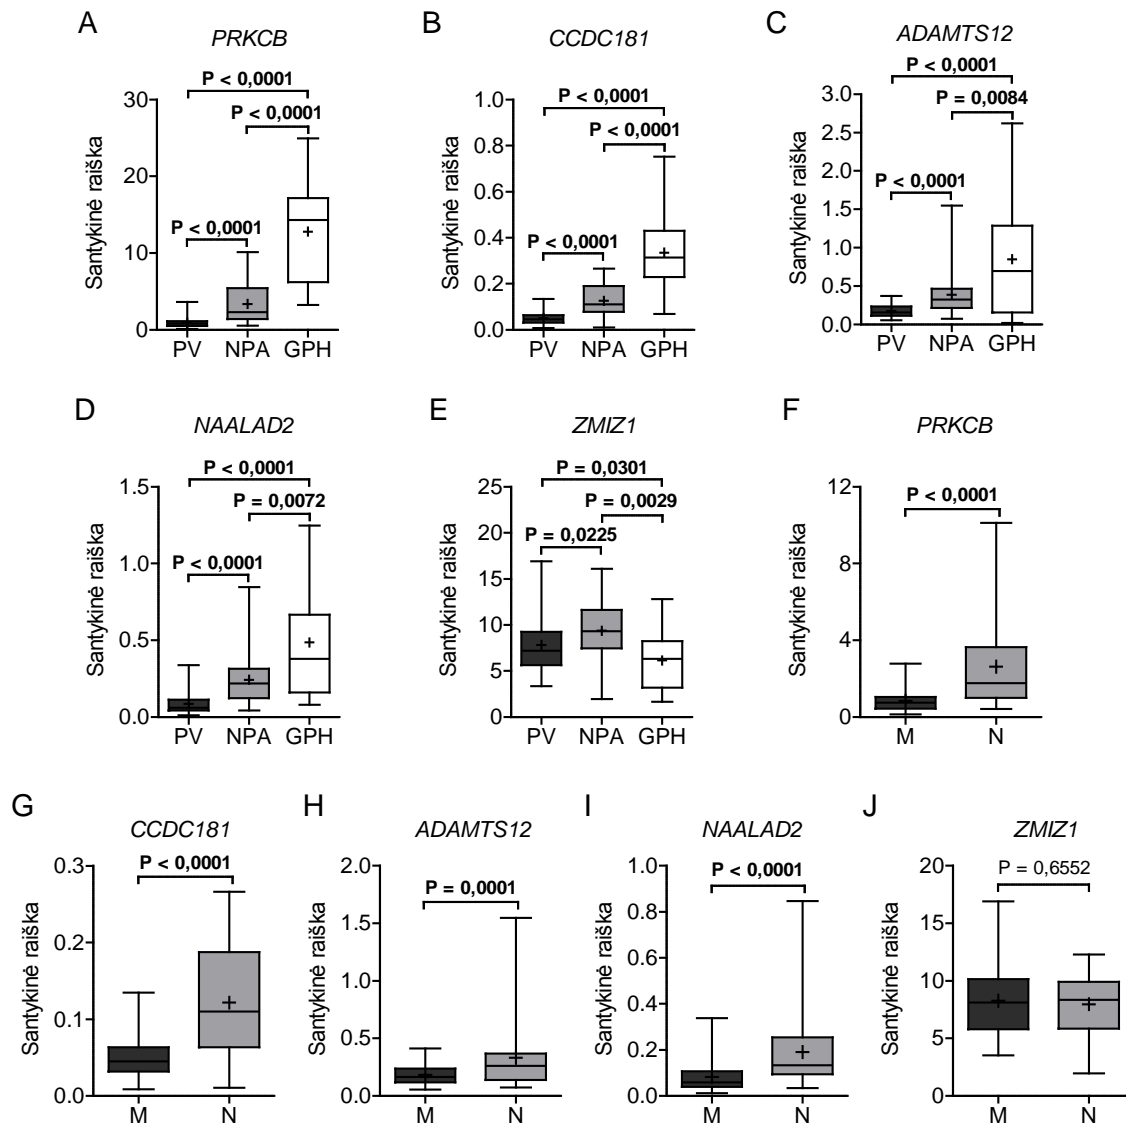 A
PRKCB
P < 0,0001
P < 0,0001
P < 0,0001
Santykinė raiška
30
20
10
0
PV NPA GPH
B
CCDC181
P < 0,0001
P < 0,0001
P < 0,0001
Santykinė raiška
1.0
0.8
0.6
0.4
0.2
0.0
PV NPA GPH
C
ADAMTS12
P < 0,0001
P = 0,0084
P < 0,0001
Santykinė raiška
3.0
2.5
2.0
1.5
1.0
0.5
0.0
PV NPA GPH
D
NAALAD2
P < 0,0001
P = 0,0072
P < 0,0001
Santykinė raiška
1.5
1.0
0.5
0.0
PV NPA GPH
E
ZMIZ1
P = 0,0301
P = 0,0029
P = 0,0225
Santykinė raiška
25
20
15
10
5
0
PV NPA GPH
F
PRKCB
P < 0,0001
Santykinė raiška
12
8
4
0
M N
G
CCDC181
P < 0,0001
Santykinė raiška
0.3
0.2
0.1
0.0
M N
H
ADAMTS12
P = 0,0001
Santykinė raiška
2.0
1.5
1.0
0.5
0.0
M N
I
NAALAD2
P < 0,0001
Santykinė raiška
1.0
0.8
0.6
0.4
0.2
0.0
M N
J
ZMIZ1
P = 0,6552
Santykinė raiška
20
15
10
5
0
M N